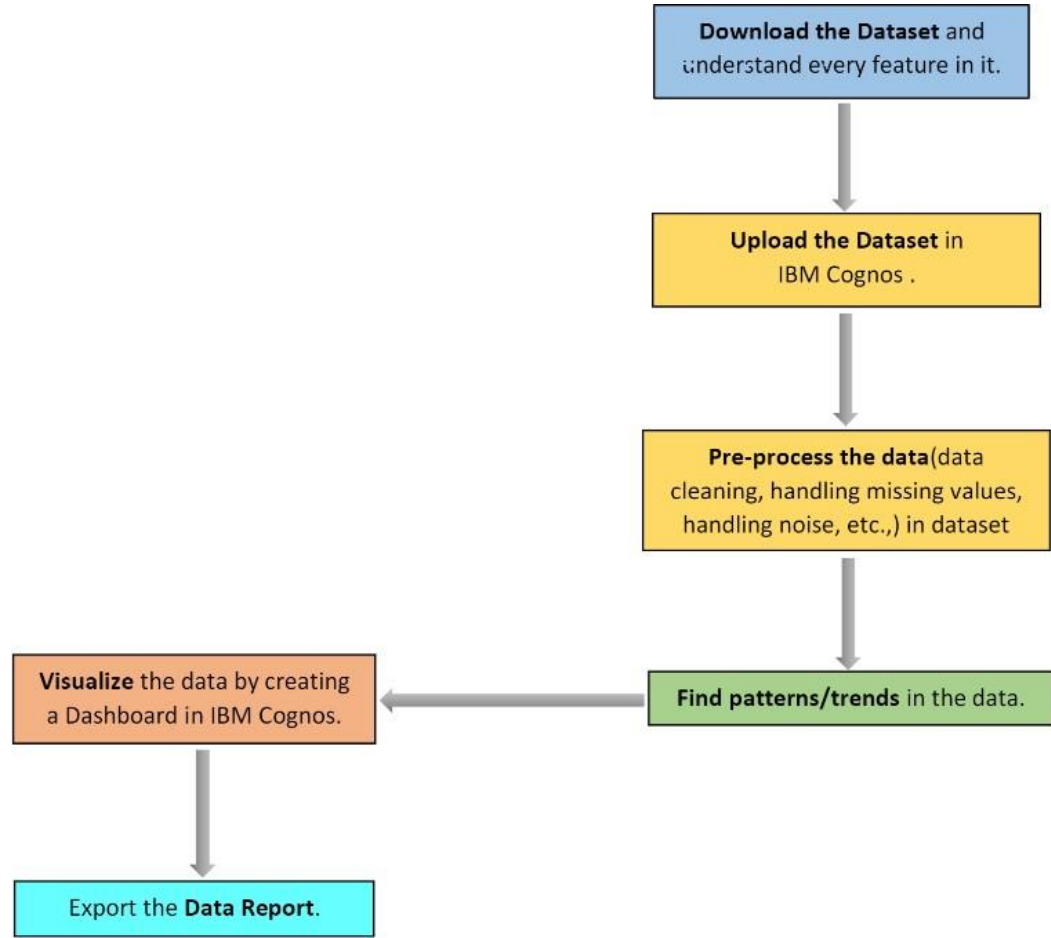 Download the Dataset and
understand every feature in it.
Upload the Dataset in
IBM Cognos .
Pre-process the data(data
cleaning, handling missing values,
handling noise, etc.,) in dataset
Find patterns/trends in the data.
Visualize the data by creating
a Dashboard in IBM Cognos.
Export the Data Report.